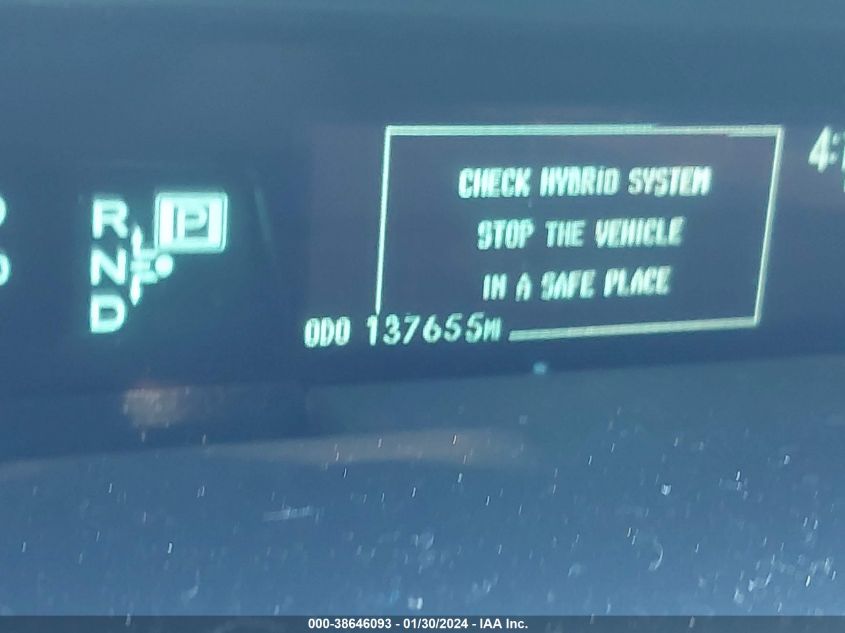 R P
N
D
CHECK HYBRID SYSTEM
STOP THE VEHICLE
IN A SAFE PLACE
ODO 137655MI
000-38646093 - 01/30/2024 - IAA Inc.